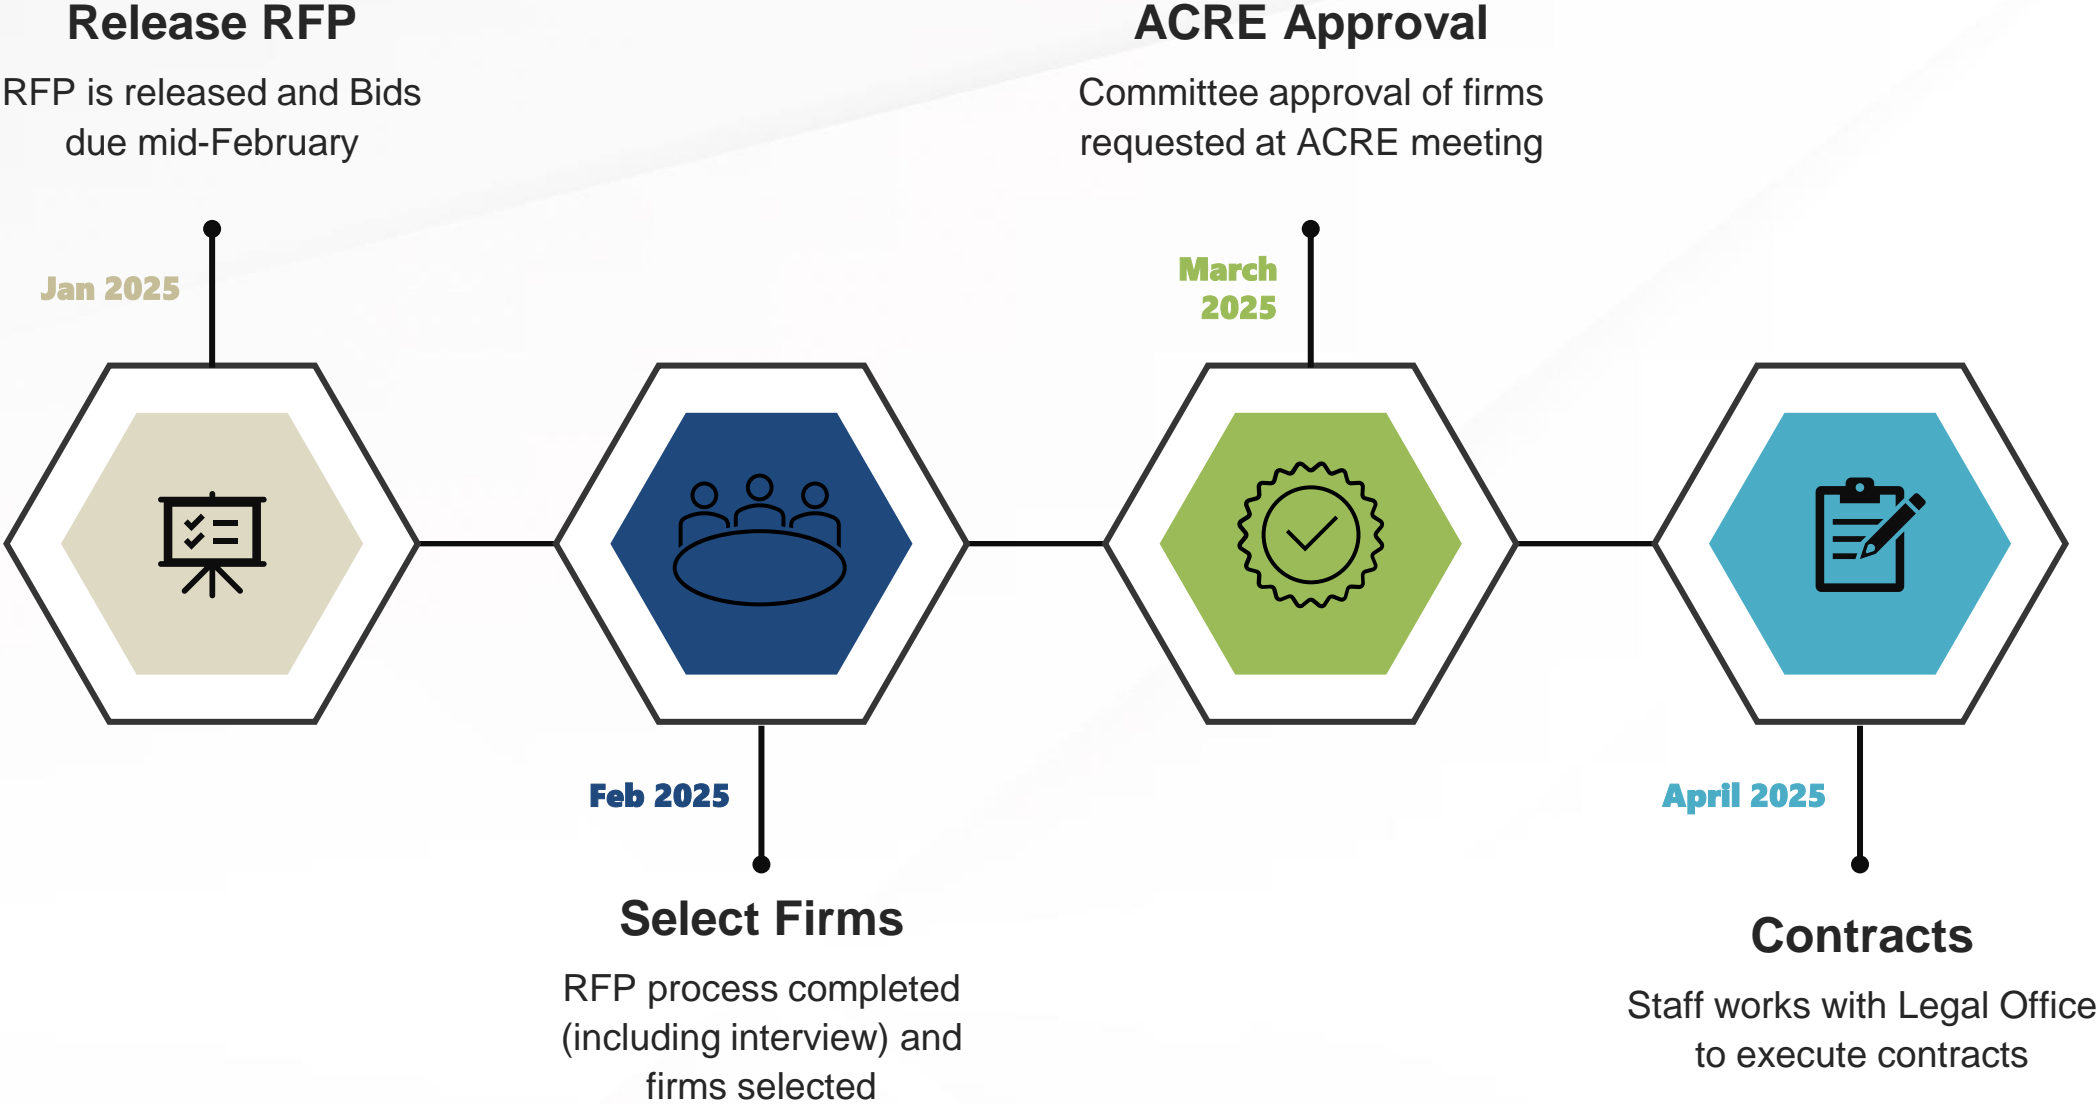 Release RFP
RFP is released and Bids
due mid-February
Jan 2025
Feb 2025
Select Firms
RFP process completed
(including interview) and
firms selected
ACRE Approval
Committee approval of firms
requested at ACRE meeting
March
2025
April 2025
Contracts
Staff works with Legal Office
to execute contracts